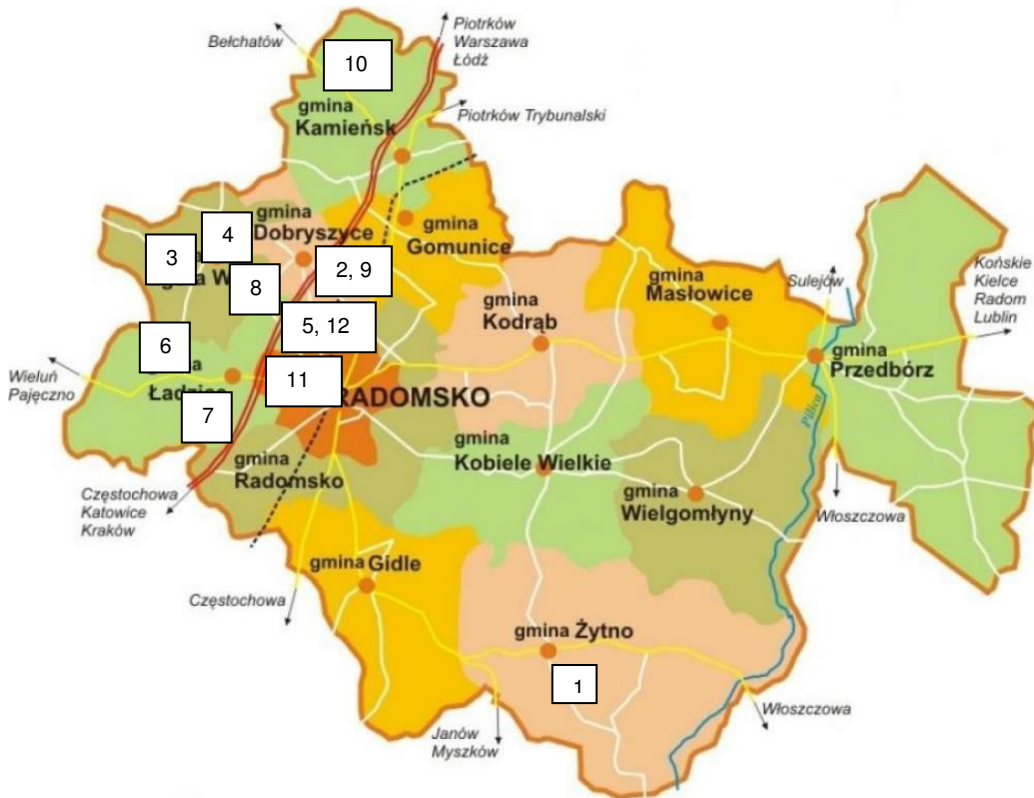 Bełchatów
Piotrków
Warszawa
Łódź
10
gmina
Kamieńsk
Piotrków Trybunalski
gmina
Dobryszyce
gmina
Gomunice
4
3
2, 9
8
5, 12
6
11
7
Wieluń
Pajęczno
RADOMSKO
gmina
Radomsko
gmina
Kodrąb
gmina
Masłowice
Sulejów
Końskie
Kielce
Radom
Lublin
gmina
Przedbórz
Pilica
gmina
Kobiele Wielkie
gmina
Wielgomłyny
Włoszczowa
Częstochowa
Katowice
Kraków
gmina Gidle
Częstochowa
gmina Żytno
1
Janów
Myszków
Włoszczowa